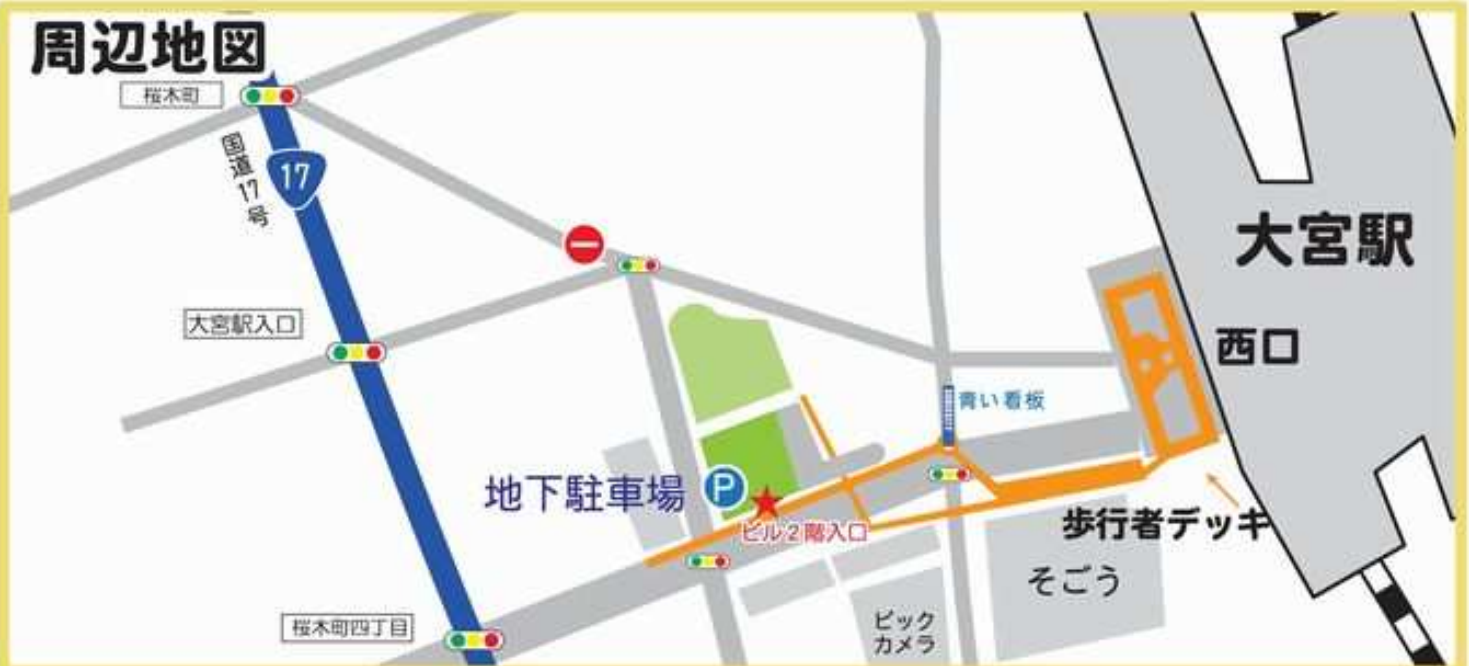 周辺地図
桜木町
国道17号
17
大宮駅
大宮駅入口
西口
青い看板
地下駐車場
P
ビル2階入口
歩行者デッキ
そごう
桜木町四丁目
ビック
カメラ